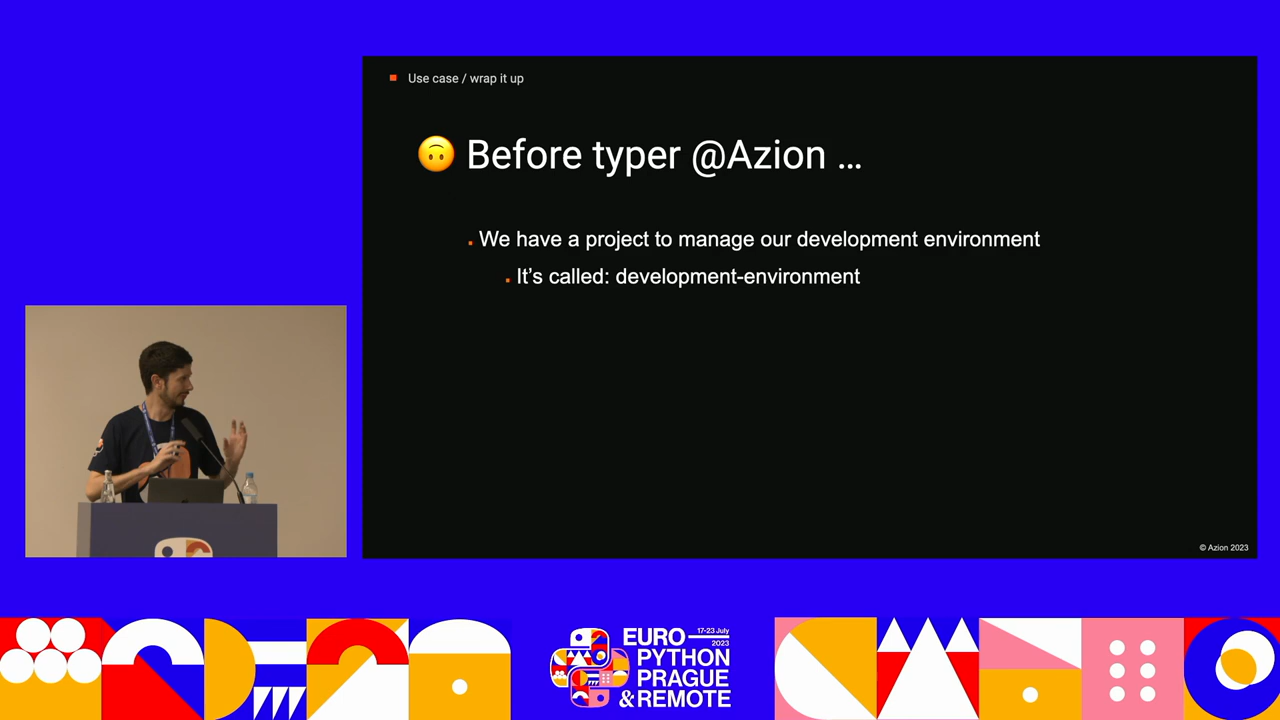 Use case / wrap it up
🙃 Before typer @Azion ...
We have a project to manage our development environment
It's called: development-environment
© Azion 2023
EURO
17-23 July
2023
PYTHON
PRAGUE
& REMOTE